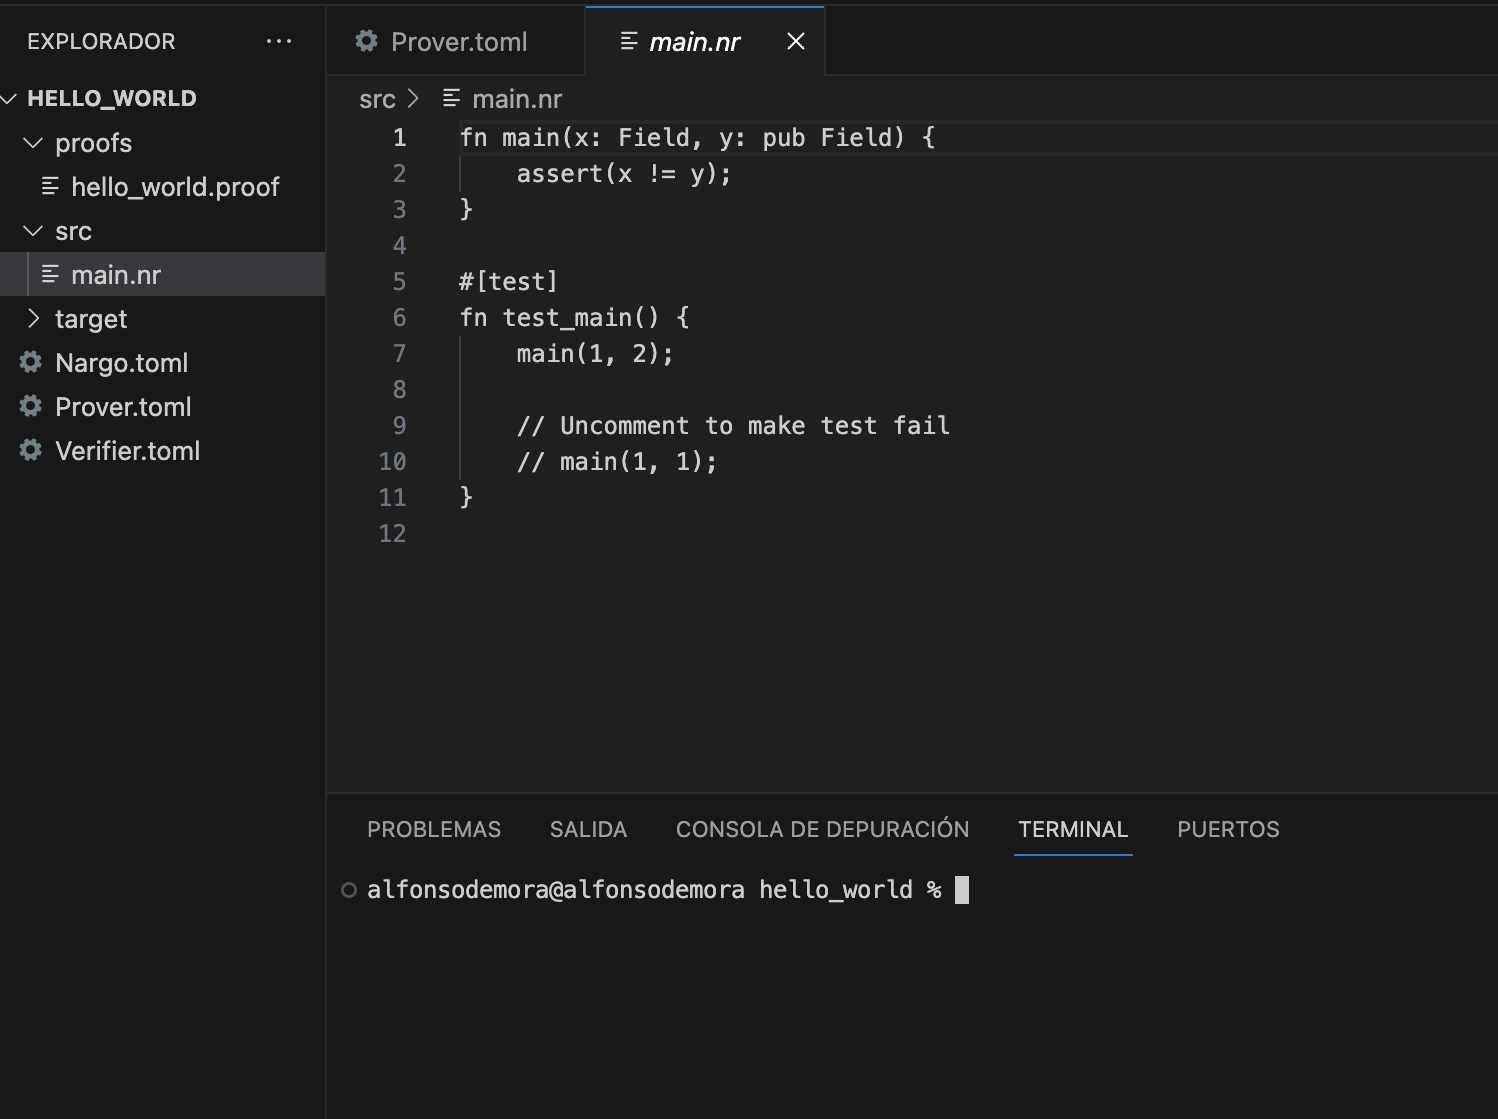 EXPLORADOR ···
HELLO_WORLD
proofs
hello_world.proof
src
main.nr
target
Nargo.toml
Prover.toml
Verifier.toml
Prover.toml
main.nr
src > main.nr
1 fn main(x: Field, y: pub Field) {
2     assert(x != y);
3 }
4
5 #[test]
6 fn test_main() {
7     main(1, 2);
8
9     // Uncomment to make test fail
10     // main(1, 1);
11 }
12
PROBLEMAS SALIDA CONSOLA DE DEPURACIÓN TERMINAL PUERTOS
alfonsodemora@alfonsodemora hello_world %